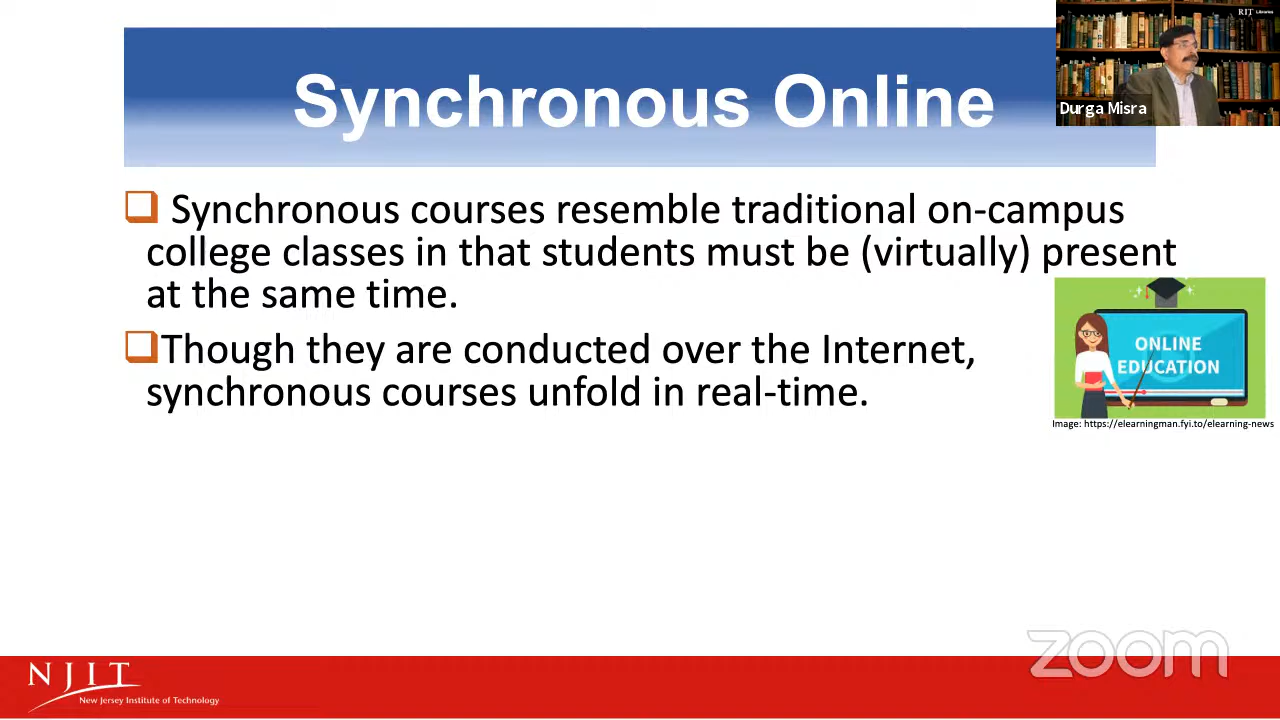 RIT Libraries
Synchronous Online
Durga Misra
Synchronous courses resemble traditional on-campus
college classes in that students must be (virtually) present
at the same time.
Though they are conducted over the Internet,
synchronous courses unfold in real-time.
ONLINE
EDUCATION
Image: https://elearningman.fyi.to/elearning-news
zoom
NJIT
New Jersey Institute of Technology